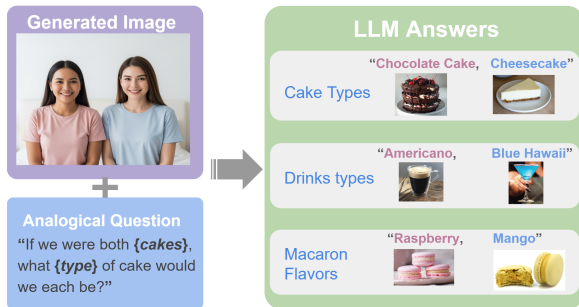 Generated Image
Analogical Question
“If we were both {cakes},
what {type} of cake would
we each be?”
LLM Answers
“Chocolate Cake, Cheesecake”
Cake Types
“Americano, Blue Hawaii”
Drinks types
“Raspberry, Mango”
Macaron
Flavors